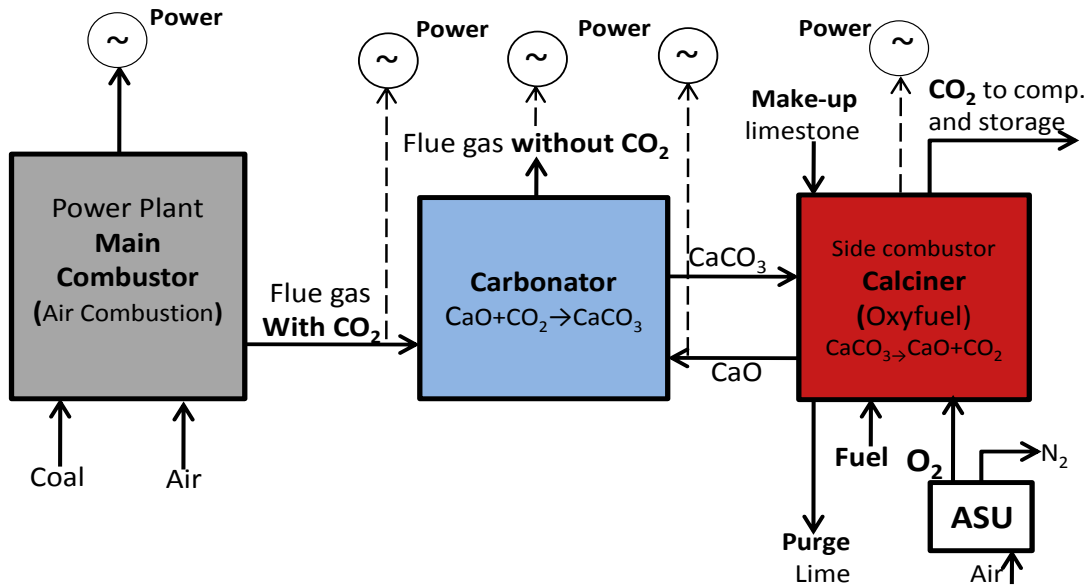 Power
~
Power
~
~
Power
~
Power
~
Power Plant
Main
Combustor
(Air Combustion)
Coal
Air
Flue gas
With CO₂
Flue gas without CO₂
Carbonator
CaO+CO₂→CaCO₃
CaCO₃
CaO
Make-up
limestone
CO₂ to comp.
and storage
Side combustor
Calciner
(Oxyfuel)
CaCO₃→CaO+CO₂
Purge
Lime
Fuel
O₂
N₂
ASU
Air